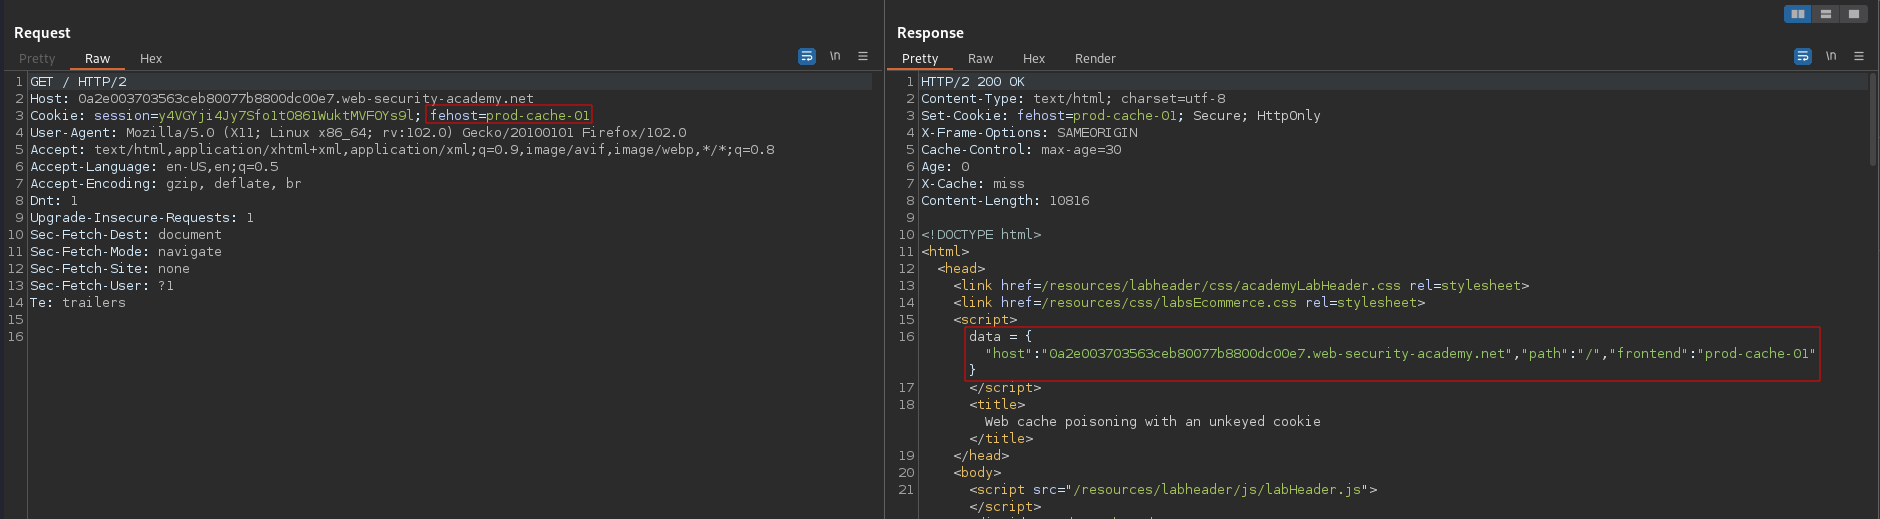 Request
Pretty Raw Hex
\n
1 GET / HTTP/2
2 Host: 0a2e003703563ceb80077b8800dc00e7.web-security-academy.net
3 Cookie: session=y4VGYji4Jy7Sfo1tO861WuktMVFOYs9l; fehost=prod-cache-01
4 User-Agent: Mozilla/5.0 (X11; Linux x86_64; rv:102.0) Gecko/20100101 Firefox/102.0
5 Accept: text/html,application/xhtml+xml,application/xml;q=0.9,image/avif,image/webp,*/*;q=0.8
6 Accept-Language: en-US,en;q=0.5
7 Accept-Encoding: gzip, deflate, br
8 Dnt: 1
9 Upgrade-Insecure-Requests: 1
10 Sec-Fetch-Dest: document
11 Sec-Fetch-Mode: navigate
12 Sec-Fetch-Site: none
13 Sec-Fetch-User: ?1
14 Te: trailers
15
16
Response
Pretty Raw Hex Render
\n
1 HTTP/2 200 OK
2 Content-Type: text/html; charset=utf-8
3 Set-Cookie: fehost=prod-cache-01; Secure; HttpOnly
4 X-Frame-Options: SAMEORIGIN
5 Cache-Control: max-age=30
6 Age: 0
7 X-Cache: miss
8 Content-Length: 10816
9
10 <!DOCTYPE html>
11 <html>
12 <head>
13 <link href=/resources/labheader/css/academyLabHeader.css rel=stylesheet>
14 <link href=/resources/css/labsEcommerce.css rel=stylesheet>
15 <script>
16 data = {
"host":"0a2e003703563ceb80077b8800dc00e7.web-security-academy.net","path":"/","frontend":"prod-cache-01"
}
17 </script>
18 <title>
Web cache poisoning with an unkeyed cookie
</title>
19 </head>
20 <body>
21 <script src="/resources/labheader/js/labHeader.js">
</script>